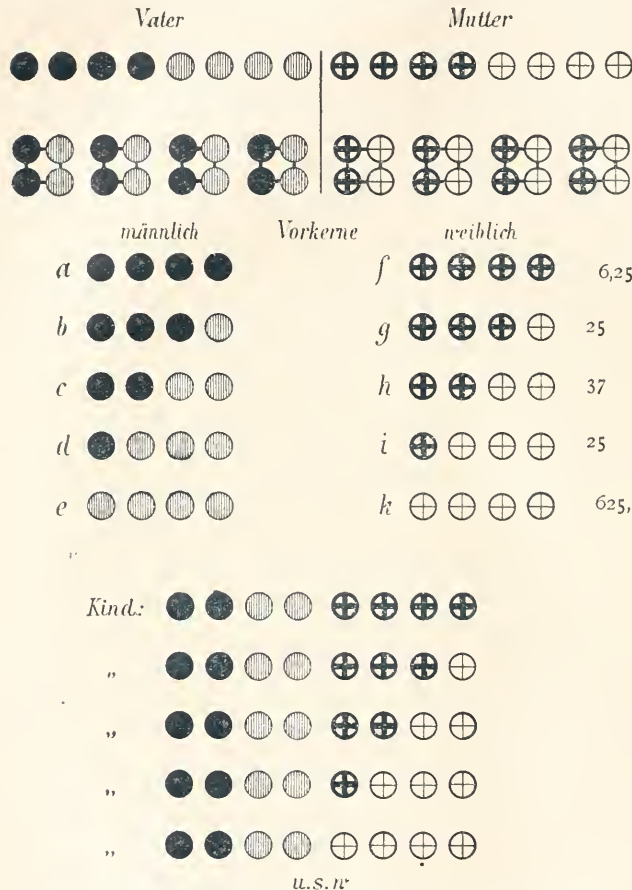 Vater Mutter
männlich Vorkerne weiblich
a f 6,25
b g 25
c h 37
d i 25
e k 625,
Kind:
„
„
„
„
u.s.w